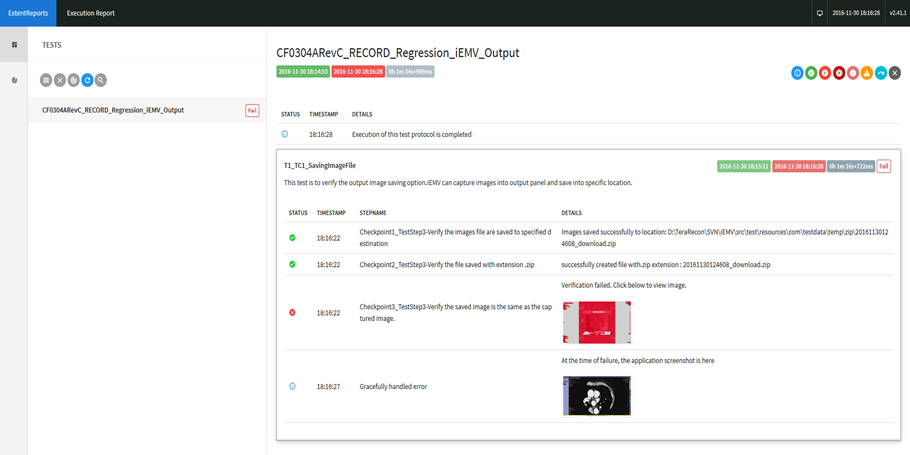 ExtentReports
Execution Report
2016-11-30 18:16:28
v2.41.1
TESTS
CF0304ARevC_RECORD_Regression_iEMV_Output
Fail
CF0304ARevC_RECORD_Regression_iEMV_Output
2016-11-30 18:14:53
2016-11-30 18:16:28
0h 1m 34s+989ms
STATUS TIMESTAMP DETAILS
18:16:28 Execution of this test protocol is completed
T1_TC1_SavingImageFile
2016-11-30 18:15:11
2016-11-30 18:16:28
0h 1m 16s+722ms
Fail
This test is to verify the output image saving option.iEMV can capture images into output panel and save into specific location.
STATUS TIMESTAMP STEPNAME DETAILS
18:16:22
Checkpoint1_TestStep3-Verify the images file are saved to specified d
estination
Images saved successfully to location: D:\TeraRecon\SVN\iEMV\src\test\resources\com\testdata\temp\zip\2016113012
4608_download.zip
18:16:22
Checkpoint2_TestStep3-Verify the file saved with extension .zip
successfully created file with.zip extension : 20161130124608_download.zip
18:16:22
Checkpoint3_TestStep3-Verify the saved image is the same as the cap
tured image.
Verification failed. Click below to view image.
18:16:27
Gracefully handled error
At the time of failure, the application screenshot is here